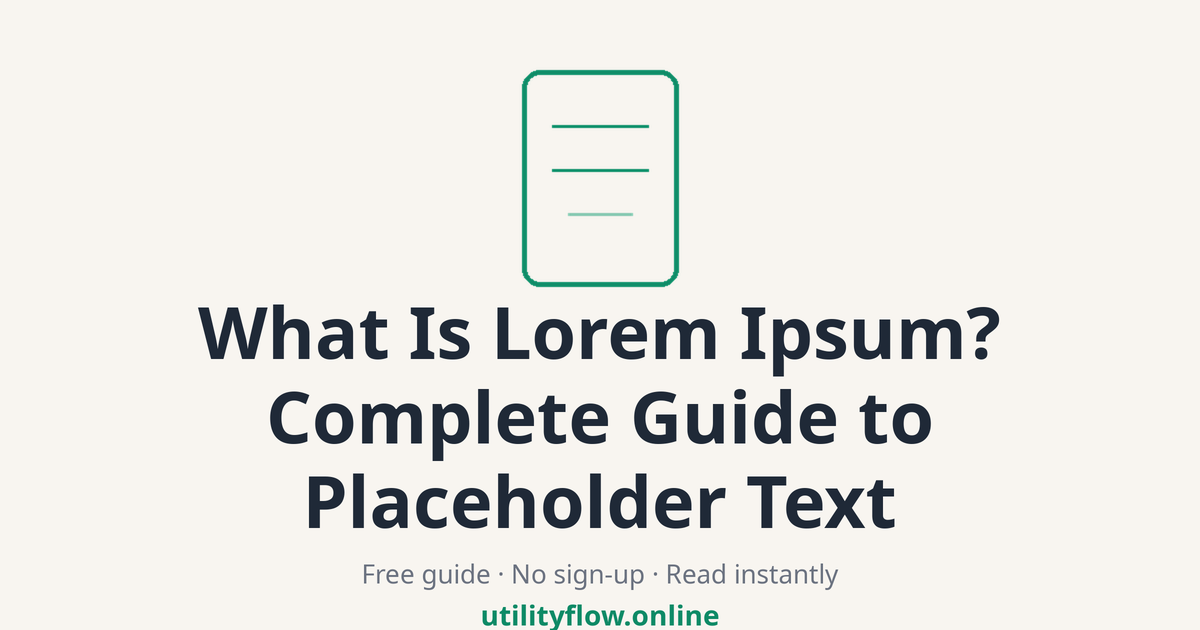 What Is Lorem Ipsum?
Complete Guide to
Placeholder Text
Free guide · No sign-up · Read instantly
utilityflow.online